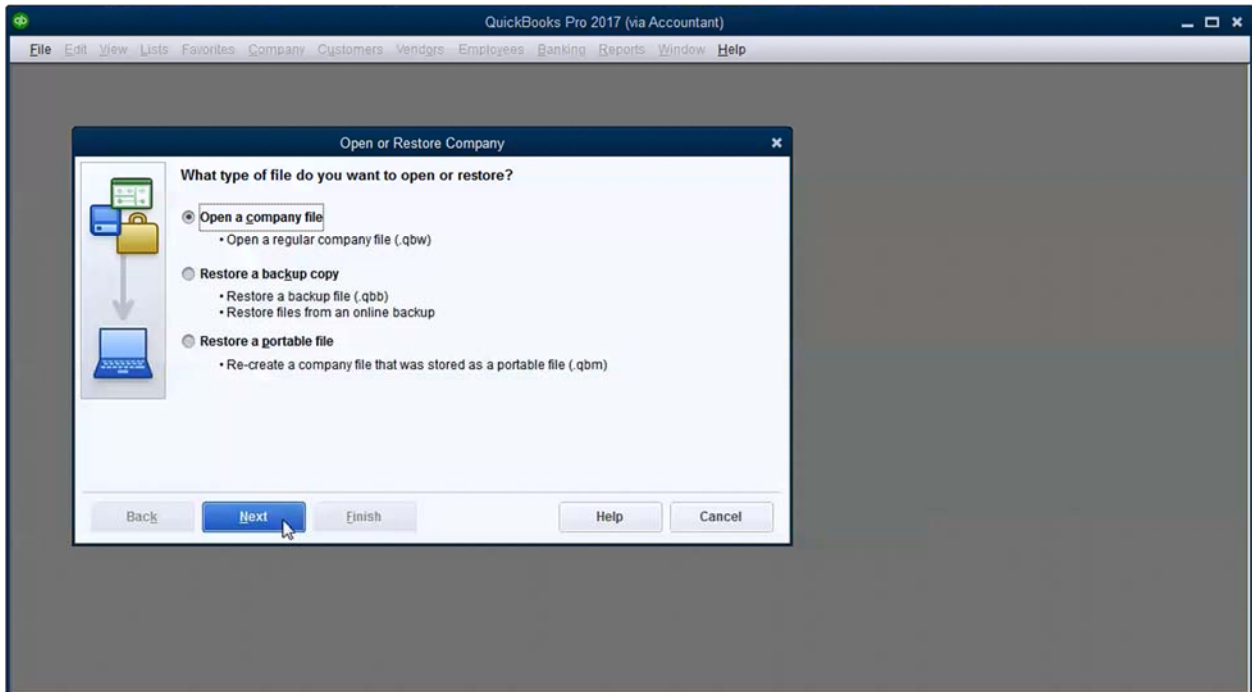 qb
QuickBooks Pro 2017 (via Accountant)
File Edit View Lists Favorites Company Customers Vendors Employees Banking Reports Window Help
Open or Restore Company
What type of file do you want to open or restore?
Open a company file
• Open a regular company file (.qbw)
Restore a backup copy
• Restore a backup file (.qbb)
• Restore files from an online backup
Restore a portable file
• Re-create a company file that was stored as a portable file (.qbm)
Back Next Finish Help Cancel